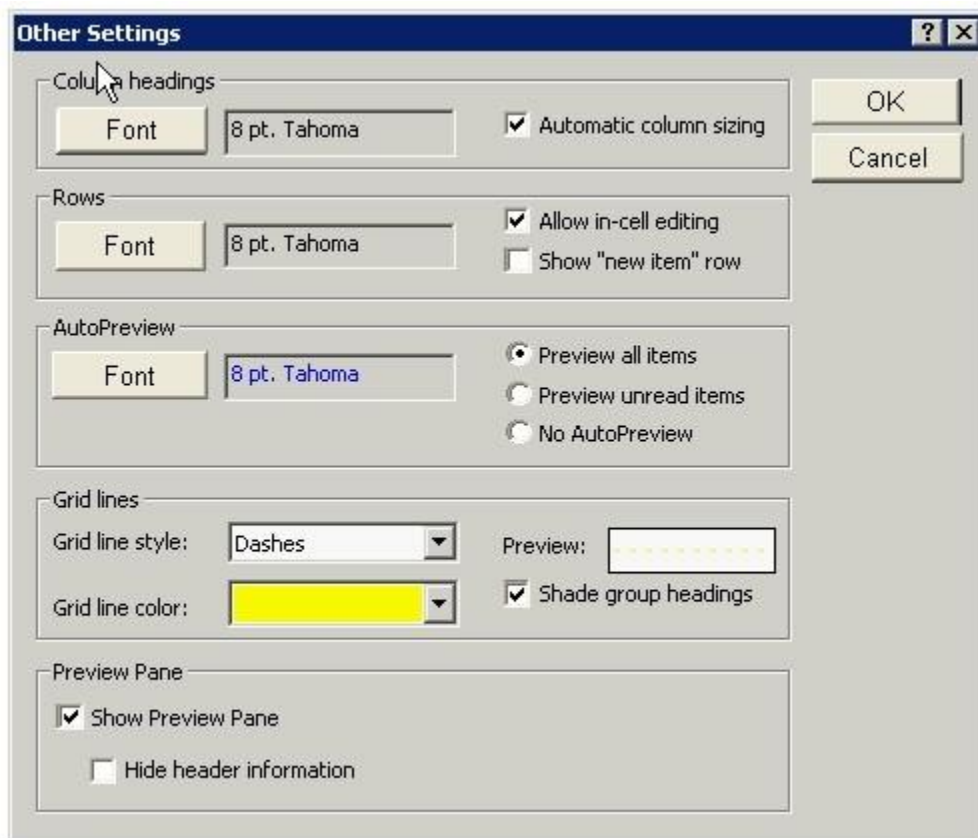 Other Settings
Column headings
Font
8 pt. Tahoma
Automatic column sizing
OK
Cancel
Rows
Font
8 pt. Tahoma
Allow in-cell editing
Show "new item" row
AutoPreview
Font
8 pt. Tahoma
Preview all items
Preview unread items
No AutoPreview
Grid lines
Grid line style:
Dashes
Preview:
Grid line color:
Shade group headings
Preview Pane
Show Preview Pane
Hide header information